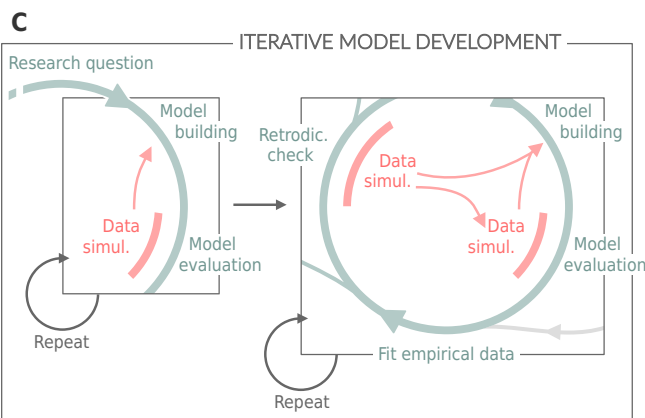 C
ITERATIVE MODEL DEVELOPMENT
Research question
Model
building
Data
simul.
Model
evaluation
Repeat
Retrodic.
check
Data
simul.
Model
building
Data
simul.
Model
evaluation
Fit empirical data
Repeat